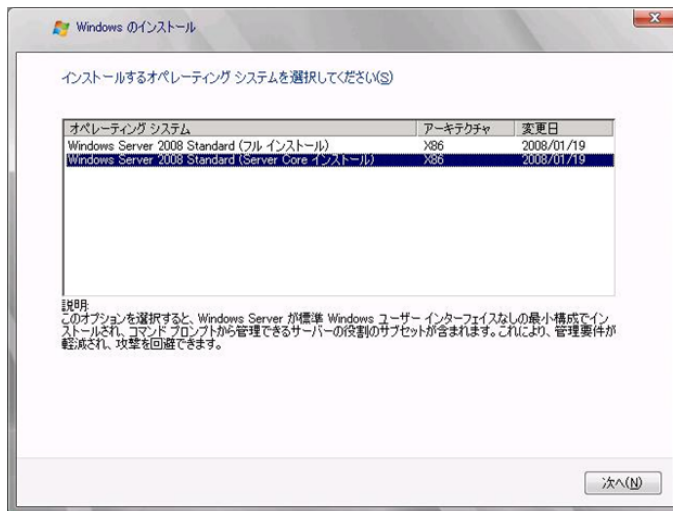 Windows のインストール
インストールするオペレーティング システムを選択してください(S)
オペレーティング システム アーキテクチャ 変更日
Windows Server 2008 Standard (フル インストール) X86 2008/01/19
Windows Server 2008 Standard (Server Core インストール) X86 2008/01/19
説明:
このオプションを選択すると、Windows Server が標準 Windows ユーザー インターフェイスなしの最小構成でイン
ストールされ、コマンド プロンプトから管理できるサーバーの役割のサブセットが含まれます。これにより、管理要件が
軽減され、攻撃を回避できます。
次へ(N)